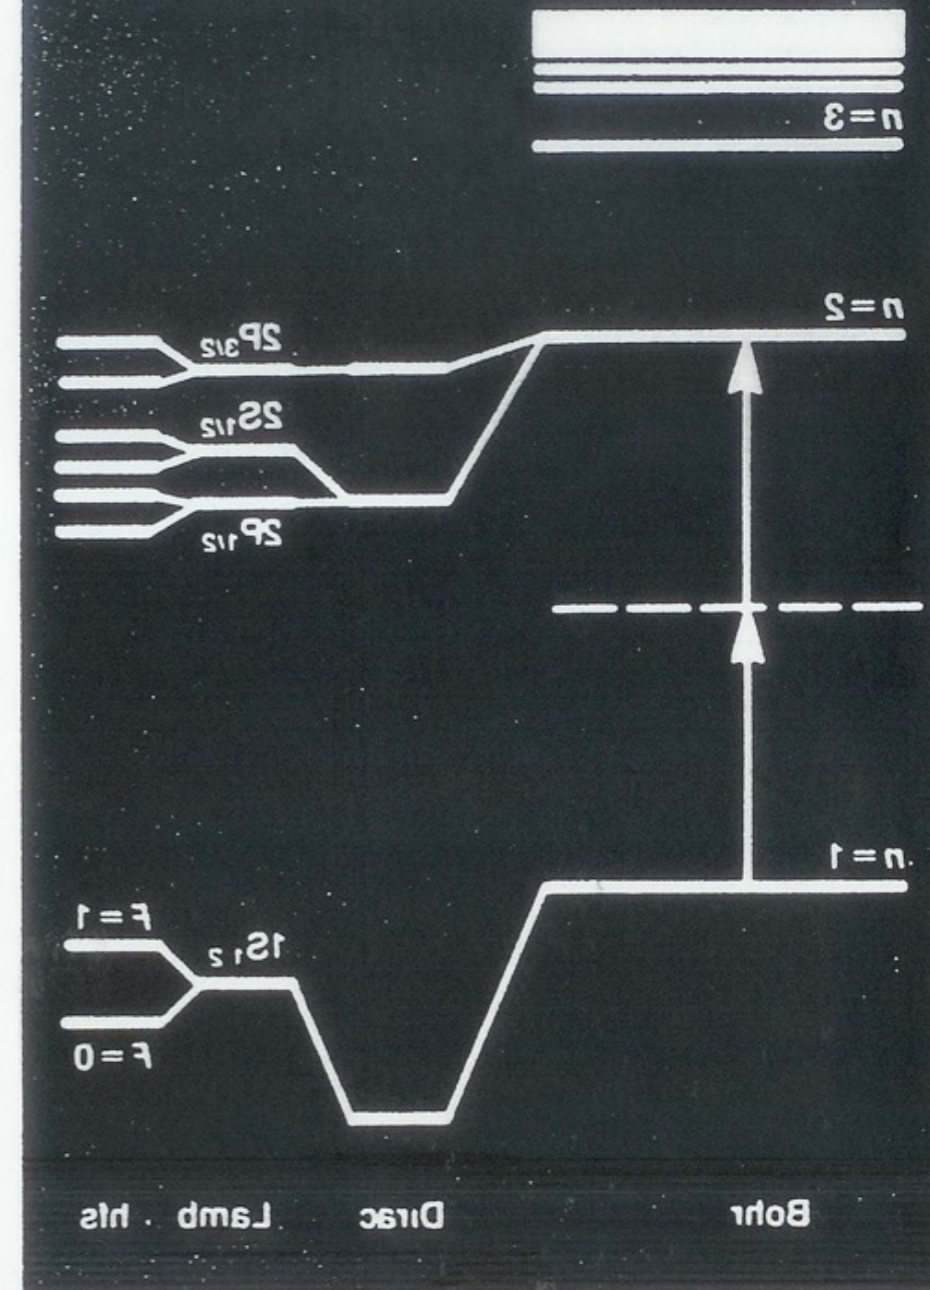 n=3
n=2
2P3/2
2S1/2
2P1/2
n=1
F=1
1S1 2
F=0
Bohr Dirac Lamb hfs